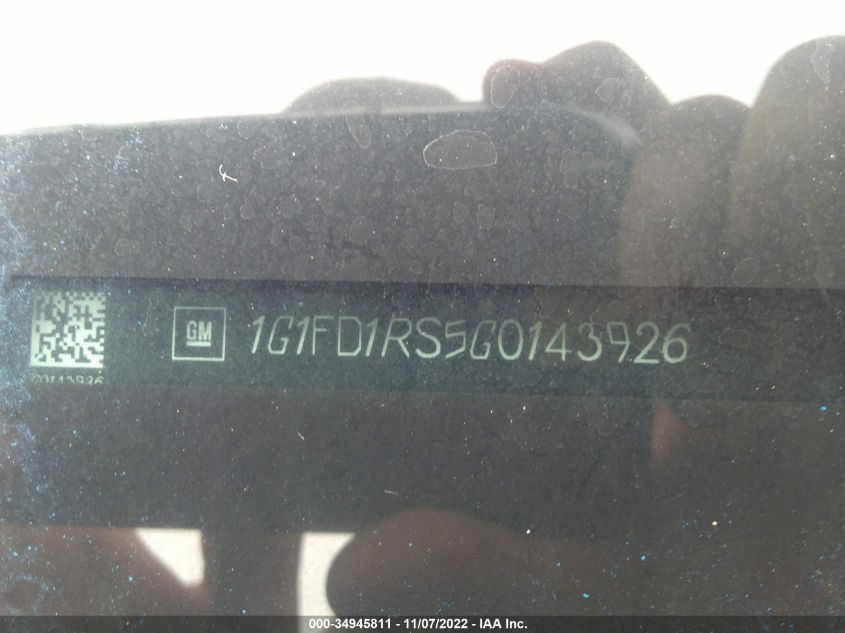 GM 1G1FD1RS5G0143926
000-34945811 - 11/07/2022 - IAA Inc.